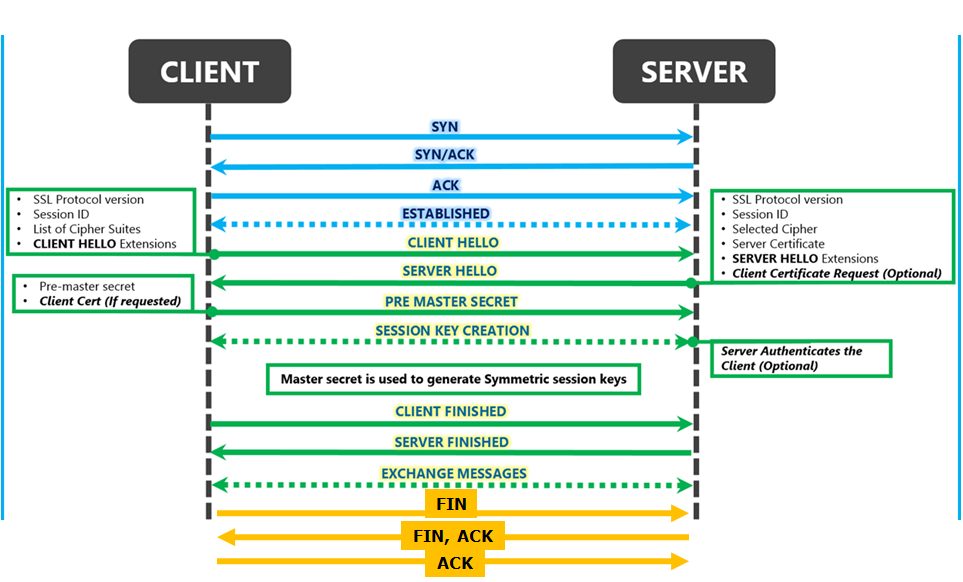 CLIENT
SERVER
SYN
SYN/ACK
ACK
ESTABLISHED
• SSL Protocol version
• Session ID
• List of Cipher Suites
• CLIENT HELLO Extensions
• SSL Protocol version
• Session ID
• Selected Cipher
• Server Certificate
• SERVER HELLO Extensions
• Client Certificate Request (Optional)
CLIENT HELLO
SERVER HELLO
• Pre-master secret
• Client Cert (If requested)
PRE MASTER SECRET
SESSION KEY CREATION
Server Authenticates the
Client (Optional)
Master secret is used to generate Symmetric session keys
CLIENT FINISHED
SERVER FINISHED
EXCHANGE MESSAGES
FIN
FIN, ACK
ACK